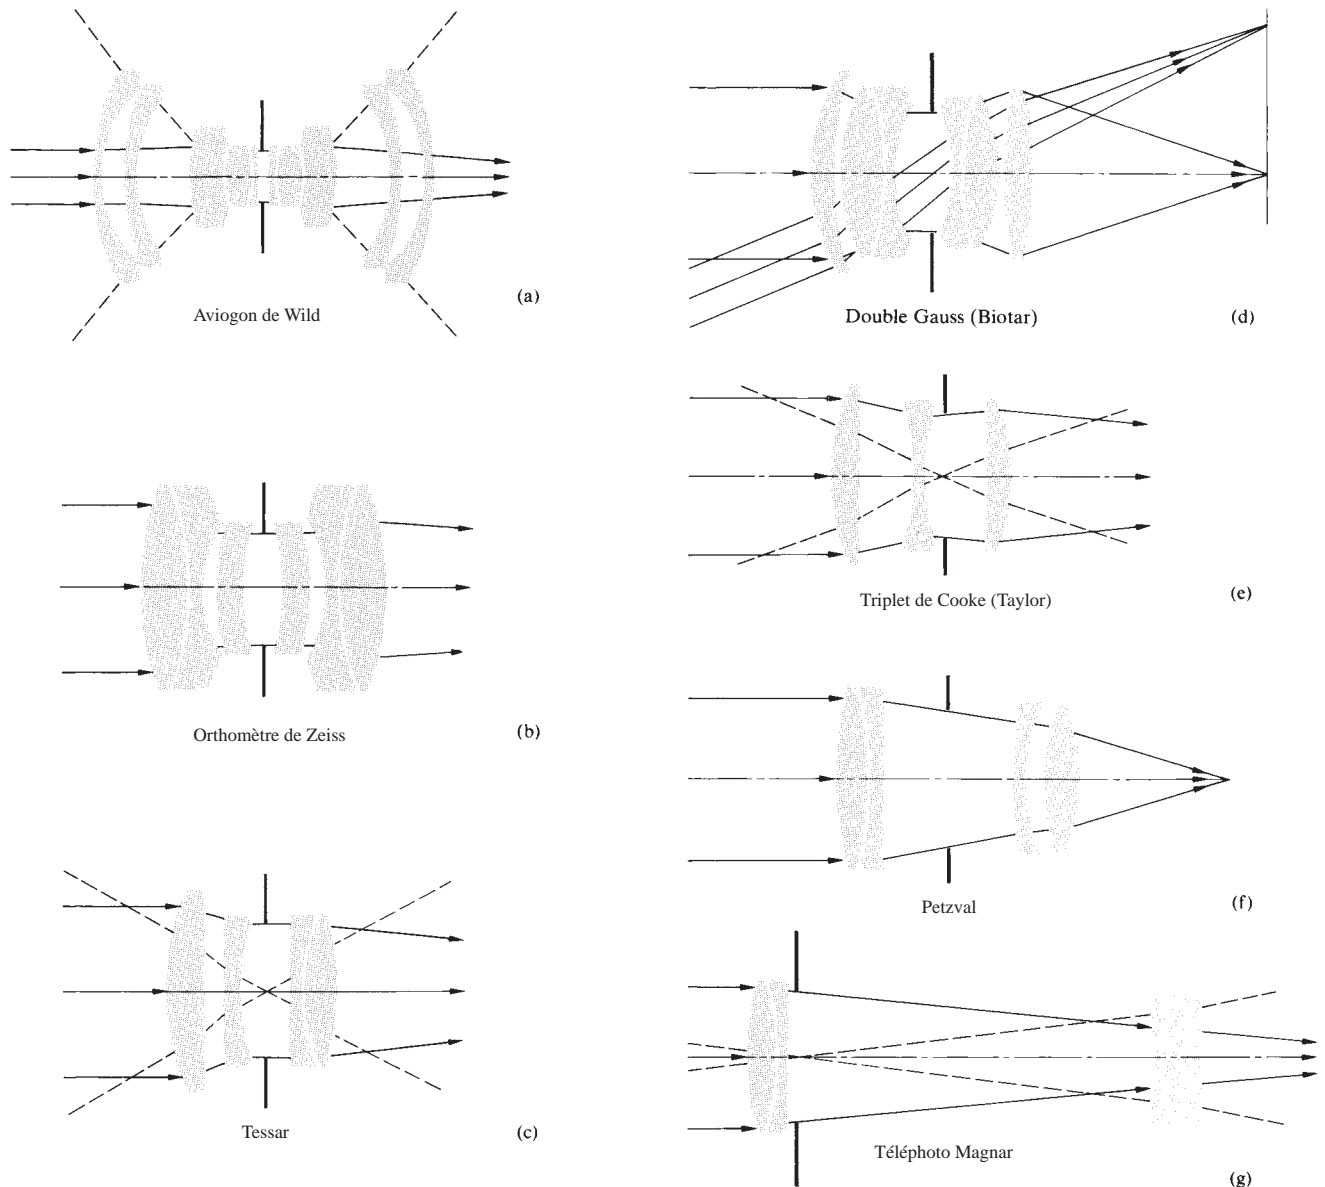 (a)
Aviogon de Wild
Orthomètre de Zeiss
(b)
Tessar
(c)
Double Gauss (Biotar)
(d)
Triplet de Cooke (Taylor)
(e)
Petzval
(f)
Téléphoto Magnar
(g)